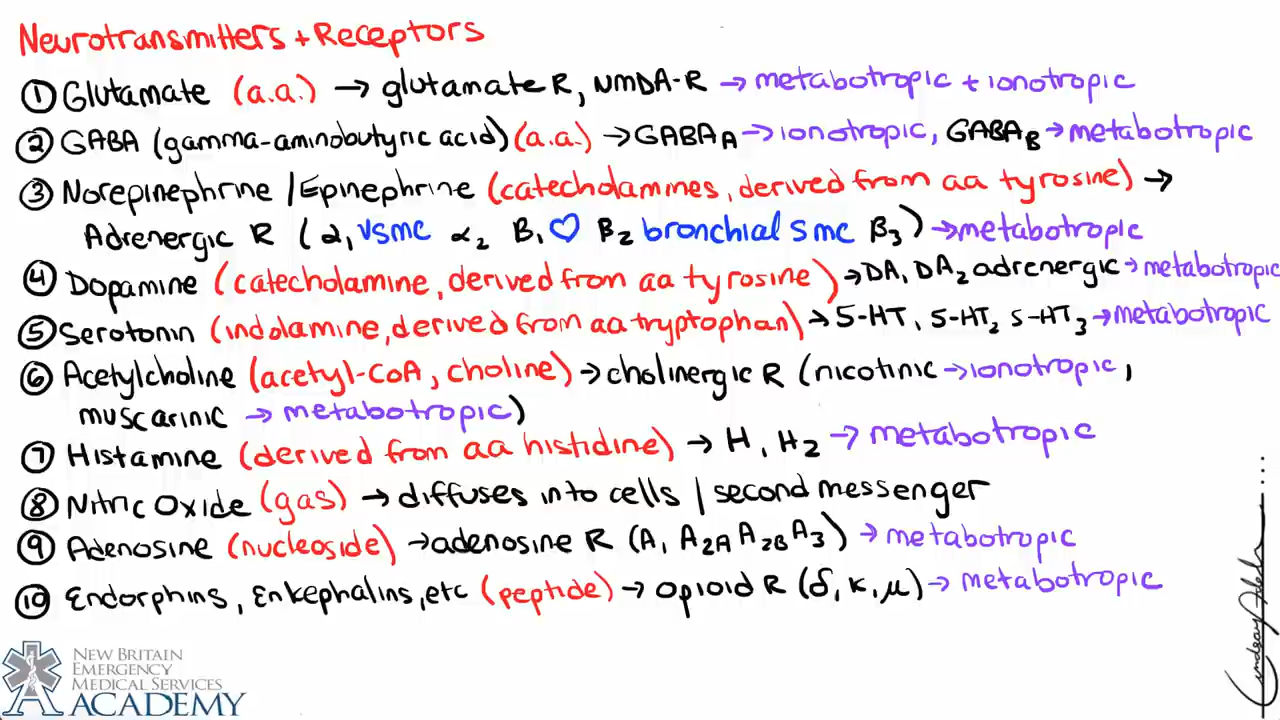 Neurotransmitters + Receptors
① Glutamate (a.a.) → glutamate R, NMDA-R → metabotropic + ionotropic
② GABA (gamma-aminobutyric acid) (a.a.) → GABA_A → ionotropic, GABA_B → metabotropic
③ Norepinephrine / Epinephrine (catecholamines, derived from aa tyrosine) →
Adrenergic R (α₁ VSMC α₂ β₁ ♡ β₂ bronchial smc β₃) → metabotropic
④ Dopamine (catecholamine, derived from aa tyrosine) → DA₁ DA₂ adrenergic → metabotropic
⑤ Serotonin (indolamine, derived from aa tryptophan) → 5-HT₁ 5-HT₂ 5-HT₃ → metabotropic
⑥ Acetylcholine (acetyl-CoA, choline) → cholinergic R (nicotinic → ionotropic,
muscarinic → metabotropic)
⑦ Histamine (derived from aa histidine) → H₁ H₂ → metabotropic
⑧ Nitric Oxide (gas) → diffuses into cells / second messenger
⑨ Adenosine (nucleoside) → adenosine R (A₁ A₂A A₂B A₃) → metabotropic
⑩ Endorphins, Enkephalins, etc (peptide) → opioid R (δ, κ, μ) → metabotropic
NEW BRITAIN
EMERGENCY
MEDICAL SERVICES
ACADEMY